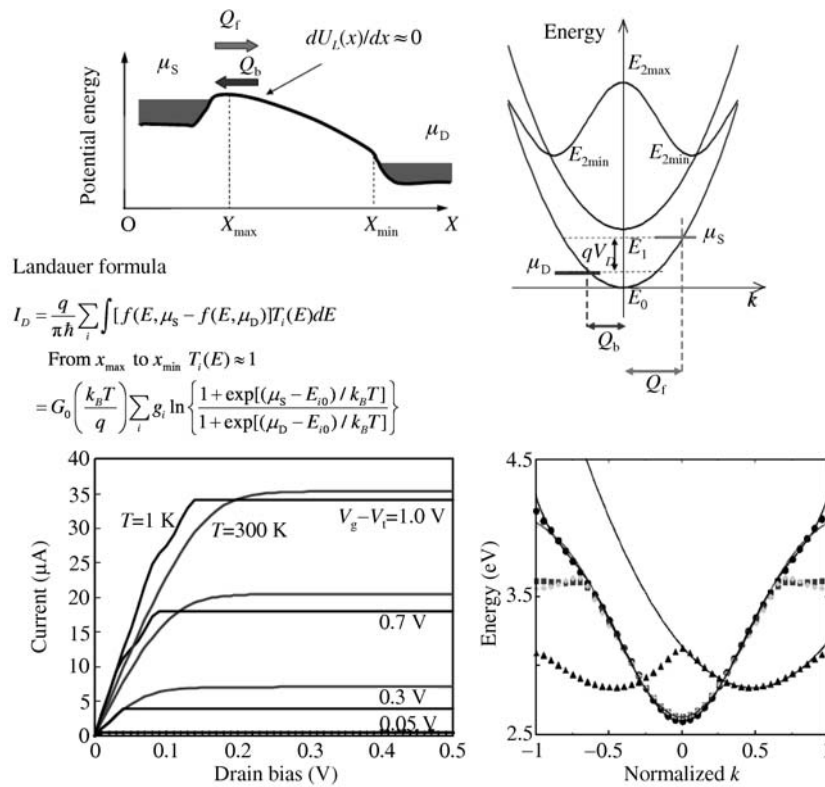 Q_f
dU_L(x)/dx≈0
μ_S
Q_b
μ_D
Potential energy
O
X_max
X_min
X
Energy
E_2max
E_2min
E_2min
μ_S
qV_D
E_1
μ_D
E_0
k
Q_b
Q_f
Landauer formula
I_D = q/πħ ∑_i ∫[f(E,μ_S − f(E,μ_D)]T_i(E)dE
From x_max to x_min T_i(E)≈1
= G_0 (k_BT/q) ∑_i g_i ln {1+exp[(μ_S − E_i0)/k_BT] / 1+exp[(μ_D − E_i0)/k_BT]}
40
35
30
25
20
15
10
5
0
Current (μA)
T=1 K
T=300 K
V_g−V_t=1.0 V
0.7 V
0.3 V
0.05 V
0
0.1
0.2
0.3
0.4
0.5
Drain bias (V)
4.5
3.5
2.5
Energy (eV)
−1
−0.5
0
0.5
1
Normalized k